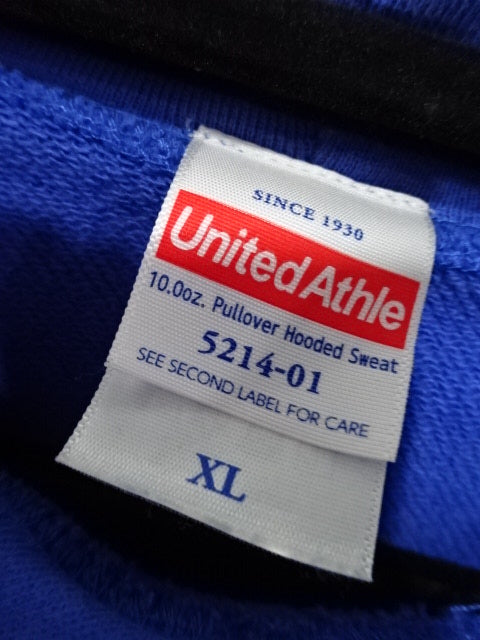 SINCE 1930
UnitedAthle
10.0oz. Pullover Hooded Sweat
5214-01
SEE SECOND LABEL FOR CARE
XL